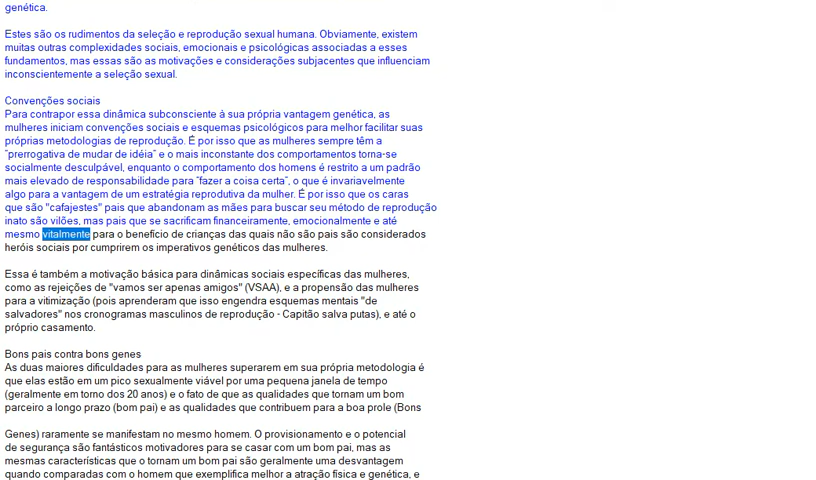 genética.
Estes são os rudimentos da seleção e reprodução sexual humana. Obviamente, existem
muitas outras complexidades sociais, emocionais e psicológicas associadas a esses
fundamentos, mas essas são as motivações e considerações subjacentes que influenciam
inconscientemente a seleção sexual.
Convenções sociais
Para contrapor essa dinâmica subconsciente à sua própria vantagem genética, as
mulheres iniciam convenções sociais e esquemas psicológicos para melhor facilitar suas
próprias metodologias de reprodução. É por isso que as mulheres sempre têm a
"prerrogativa de mudar de idéia" e o mais inconstante dos comportamentos torna-se
socialmente desculpável, enquanto o comportamento dos homens é restrito a um padrão
mais elevado de responsabilidade para "fazer a coisa certa", o que é invariavelmente
algo para a vantagem de um estratégia reprodutiva da mulher. É por isso que os caras
que são "cafajestes" pais que abandonam as mães para buscar seu método de reprodução
inato são vilões, mas pais que se sacrificam financeiramente, emocionalmente e até
mesmo vitalmente para o benefício de crianças das quais não são pais são considerados
heróis sociais por cumprirem os imperativos genéticos das mulheres.
Essa é também a motivação básica para dinâmicas sociais específicas das mulheres,
como as rejeições de "vamos ser apenas amigos" (VSAA), e a propensão das mulheres
para a vitimização (pois aprenderam que isso engendra esquemas mentais "de
salvadores" nos cronogramas masculinos de reprodução - Capitão salva putas), e até o
próprio casamento.
Bons pais contra bons genes
As duas maiores dificuldades para as mulheres superarem em sua própria metodologia é
que elas estão em um pico sexualmente viável por uma pequena janela de tempo
(geralmente em torno dos 20 anos) e o fato de que as qualidades que tornam um bom
parceiro a longo prazo (bom pai) e as qualidades que contribuem para a boa prole (Bons
Genes) raramente se manifestam no mesmo homem. O provisionamento e o potencial
de segurança são fantásticos motivadores para se casar com um bom pai, mas as
mesmas características que o tornam um bom pai são geralmente uma desvantagem
quando comparadas com o homem que exemplifica melhor a atração física e genética, e